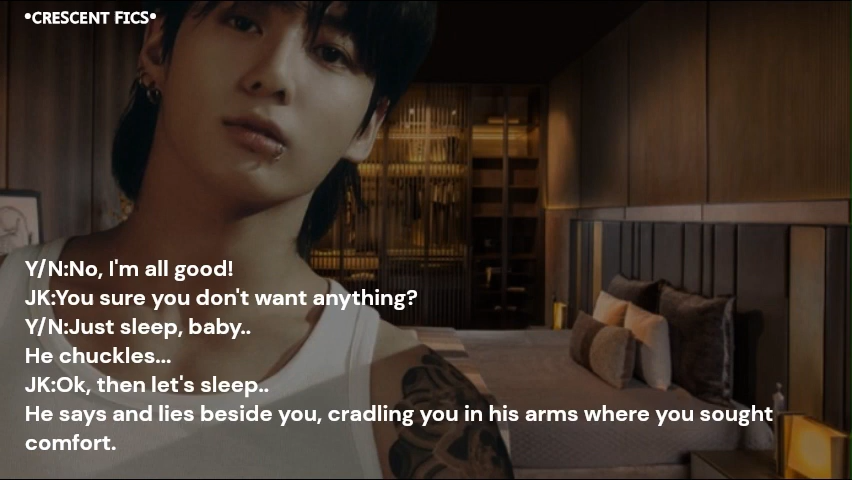 •CRESCENT FICS•
Y/N:No, I'm all good!
JK:You sure you don't want anything?
Y/N:Just sleep, baby..
He chuckles...
JK:Ok, then let's sleep..
He says and lies beside you, cradling you in his arms where you sought
comfort.